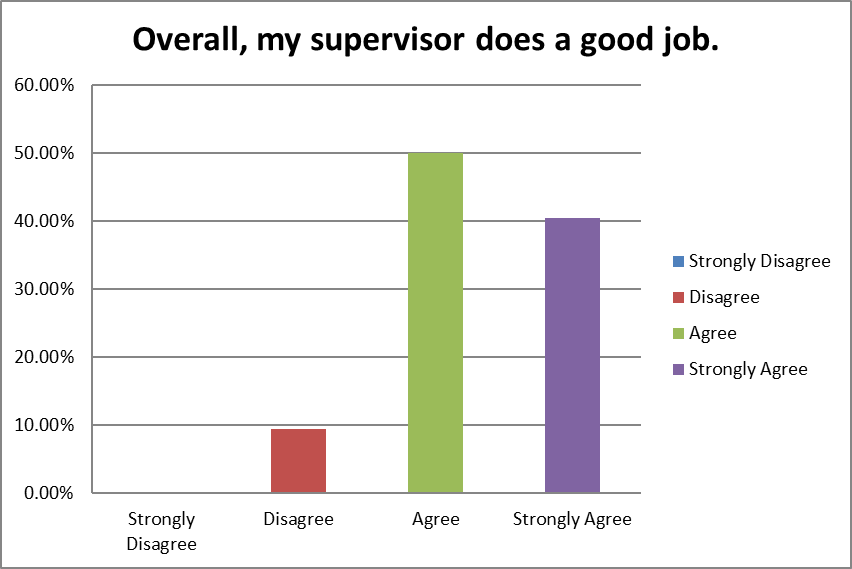 Overall, my supervisor does a good job.
60.00%
50.00%
40.00%
30.00%
20.00%
10.00%
0.00%
Strongly
Disagree
Disagree
Agree
Strongly Agree
Strongly Disagree
Disagree
Agree
Strongly Agree